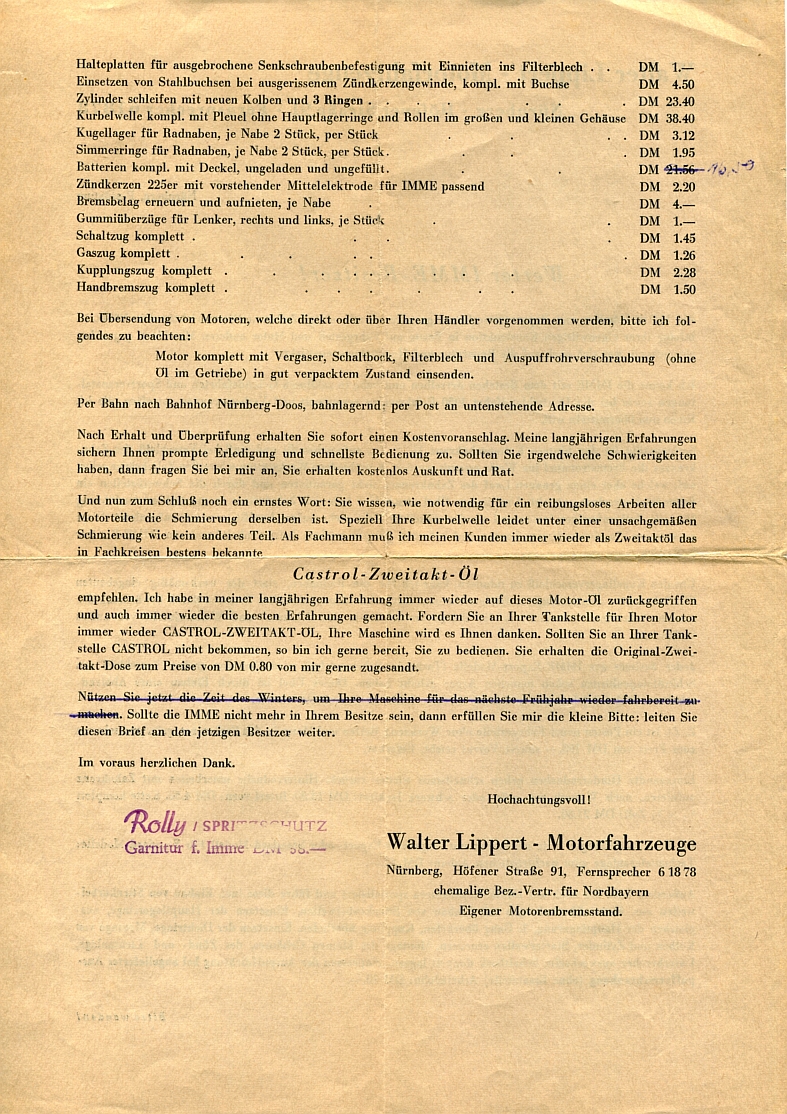 Halteplatten für ausgebrochene Senkschraubenbefestigung mit Einnieten ins Filterblech . . DM 1.—
Einsetzen von Stahlbuchsen bei ausgerissenem Zündkerzengewinde, kompl. mit Buchse DM 4.50
Zylinder schleifen mit neuen Kolben und 3 Ringen . . . . . . DM 23.40
Kurbelwelle kompl. mit Pleuel ohne Hauptlagerringe und Rollen im großen und kleinen Gehäuse DM 38.40
Kugellager für Radnaben, je Nabe 2 Stück, per Stück . . . . DM 3.12
Simmerringe für Radnaben, je Nabe 2 Stück, per Stück. . . . DM 1.95
Batterien kompl. mit Deckel, ungeladen und ungefüllt. . . . DM 21.56
Zündkerzen 225er mit vorstehender Mittelelektrode für IMME passend DM 2.20
Bremsbelag erneuern und aufnieten, je Nabe . DM 4.—
Gummiüberzüge für Lenker, rechts und links, je Stück . . DM 1.—
Schaltzug komplett . . . . DM 1.45
Gaszug komplett . . . . . . DM 1.26
Kupplungszug komplett . . . . . . . . DM 2.28
Handbremszug komplett . . . . . . DM 1.50
Bei Übersendung von Motoren, welche direkt oder über Ihren Händler vorgenommen werden, bitte ich fol-
gendes zu beachten:
Motor komplett mit Vergaser, Schaltbock, Filterblech und Auspuffrohrverschraubung (ohne
Öl im Getriebe) in gut verpacktem Zustand einsenden.
Per Bahn nach Bahnhof Nürnberg-Doos, bahnlagernd: per Post an untenstehende Adresse.
Nach Erhalt und Überprüfung erhalten Sie sofort einen Kostenvoranschlag. Meine langjährigen Erfahrungen
sichern Ihnen prompte Erledigung und schnellste Bedienung zu. Sollten Sie irgendwelche Schwierigkeiten
haben, dann fragen Sie bei mir an, Sie erhalten kostenlos Auskunft und Rat.
Und nun zum Schluß noch ein ernstes Wort: Sie wissen, wie notwendig für ein reibungsloses Arbeiten aller
Motorteile die Schmierung derselben ist. Speziell Ihre Kurbelwelle leidet unter einer unsachgemäßen
Schmierung wie kein anderes Teil. Als Fachmann muß ich meinen Kunden immer wieder als Zweitaktöl das
in Fachkreisen bestens bekannte
Castrol-Zweitakt-Öl
empfehlen. Ich habe in meiner langjährigen Erfahrung immer wieder auf dieses Motor-Öl zurückgegriffen
und auch immer wieder die besten Erfahrungen gemacht. Fordern Sie an Ihrer Tankstelle für Ihren Motor
immer wieder CASTROL-ZWEITAKT-ÖL, Ihre Maschine wird es Ihnen danken. Sollten Sie an Ihrer Tank-
stelle CASTROL nicht bekommen, so bin ich gerne bereit, Sie zu bedienen. Sie erhalten die Original-Zwei-
takt-Dose zum Preise von DM 0.80 von mir gerne zugesandt.
Nützen Sie jetzt die Zeit des Winters, um Ihre Maschine für das nächste Frühjahr wieder fahrbereit zu
machen. Sollte die IMME nicht mehr in Ihrem Besitze sein, dann erfüllen Sie mir die kleine Bitte: leiten Sie
diesen Brief an den jetzigen Besitzer weiter.
Im voraus herzlichen Dank.
Hochachtungsvoll!
Rolly / SPRITZSCHUTZ
Garnitur f. Imme DM
Walter Lippert - Motorfahrzeuge
Nürnberg, Höfener Straße 91, Fernsprecher 6 18 78
ehemalige Bez.-Vertr. für Nordbayern
Eigener Motorenbremsstand.